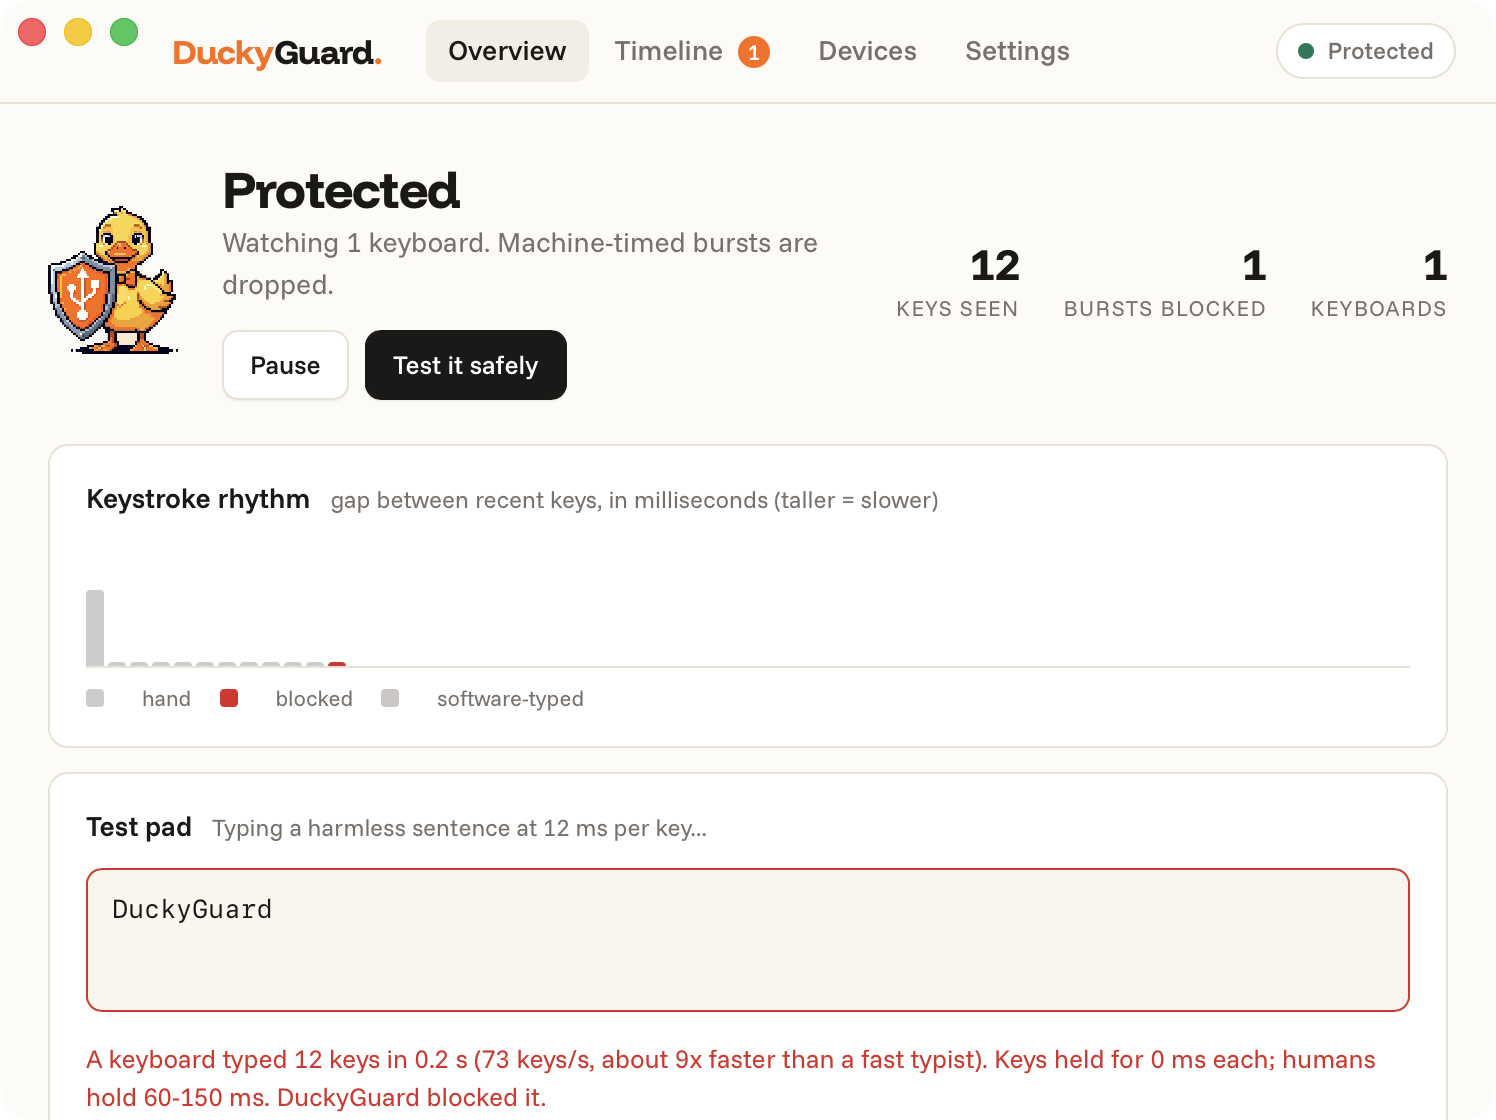 DuckyGuard.
Overview
Timeline 1
Devices
Settings
Protected
Protected
Watching 1 keyboard. Machine-timed bursts are
dropped.
Pause
Test it safely
12
KEYS SEEN
1
BURSTS BLOCKED
1
KEYBOARDS
Keystroke rhythm gap between recent keys, in milliseconds (taller = slower)
hand blocked software-typed
Test pad Typing a harmless sentence at 12 ms per key...
DuckyGuard
A keyboard typed 12 keys in 0.2 s (73 keys/s, about 9x faster than a fast typist). Keys held for 0 ms each; humans
hold 60-150 ms. DuckyGuard blocked it.